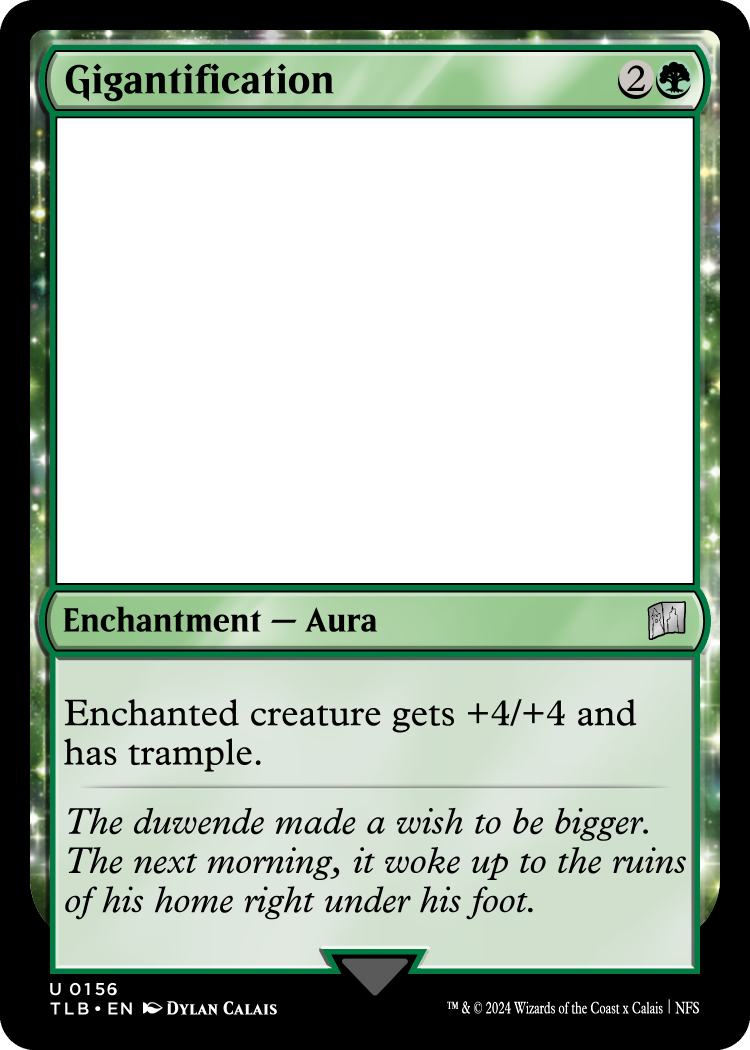 Gigantification 2
Enchantment — Aura
Enchanted creature gets +4/+4 and
has trample.
The duwende made a wish to be bigger.
The next morning, it woke up to the ruins
of his home right under his foot.
U 0156
TLB • EN Dylan Calais
™ & © 2024 Wizards of the Coast x Calais | NFS